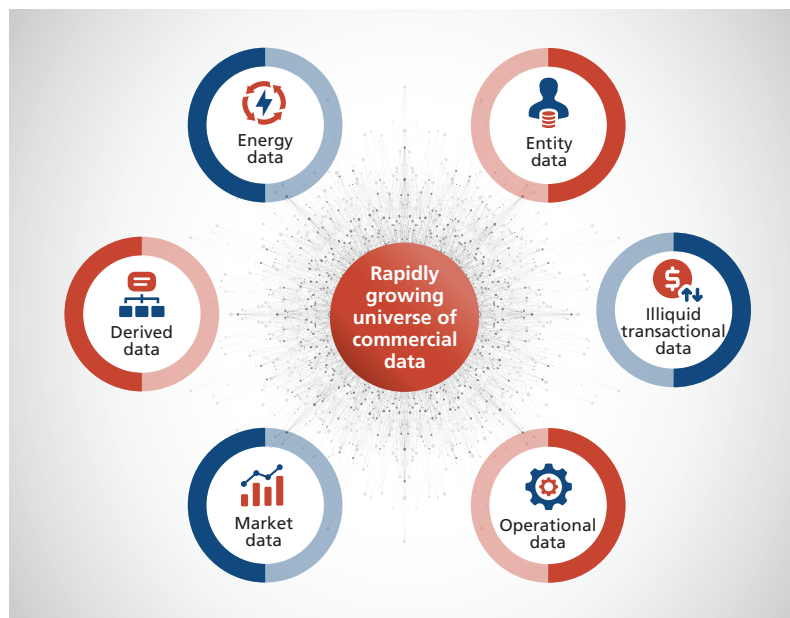 Energy
data
Entity
data
Rapidly
growing
universe of
commercial
data
Derived
data
Illiquid
transactional
data
Market
data
Operational
data